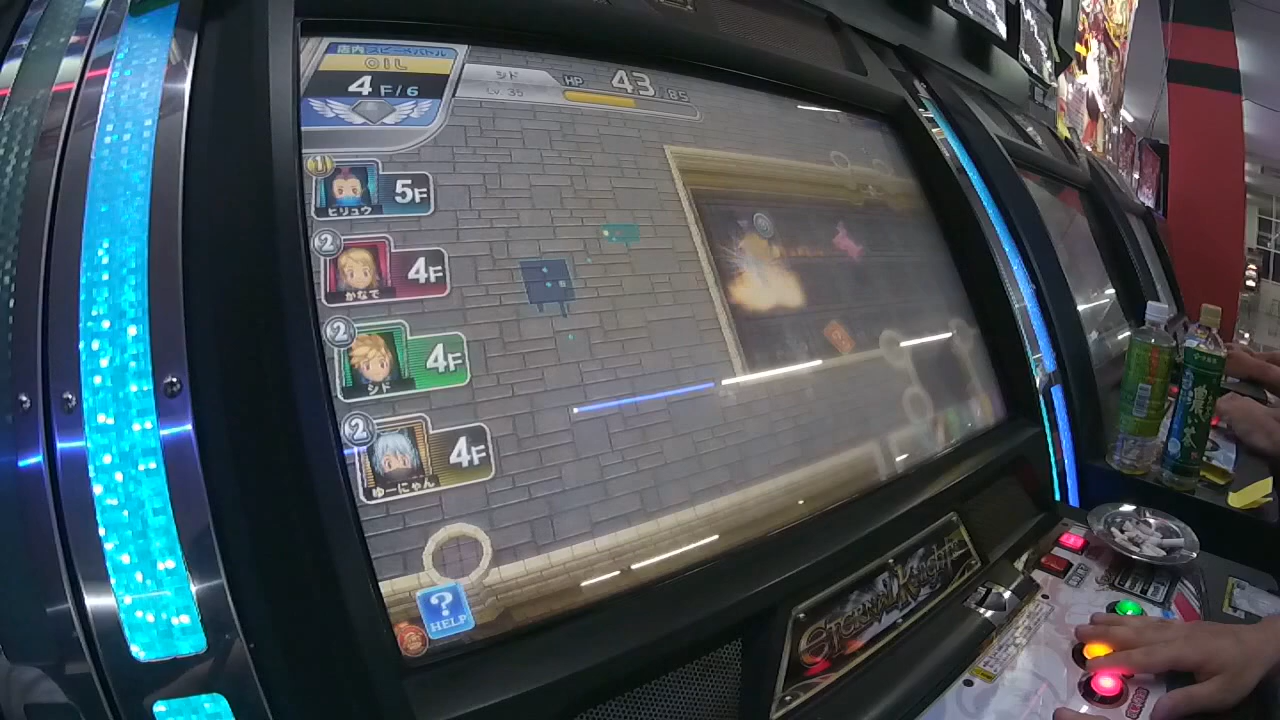 店内スピードバトル
OIL
4F/6
シド
Lv.35
HP 43/85
11
5F
ヒリュウ
2
4F
かなで
2
4F
シド
2
4F
ゆーにゃん
?
HELP
ETERNAL KNIGHT